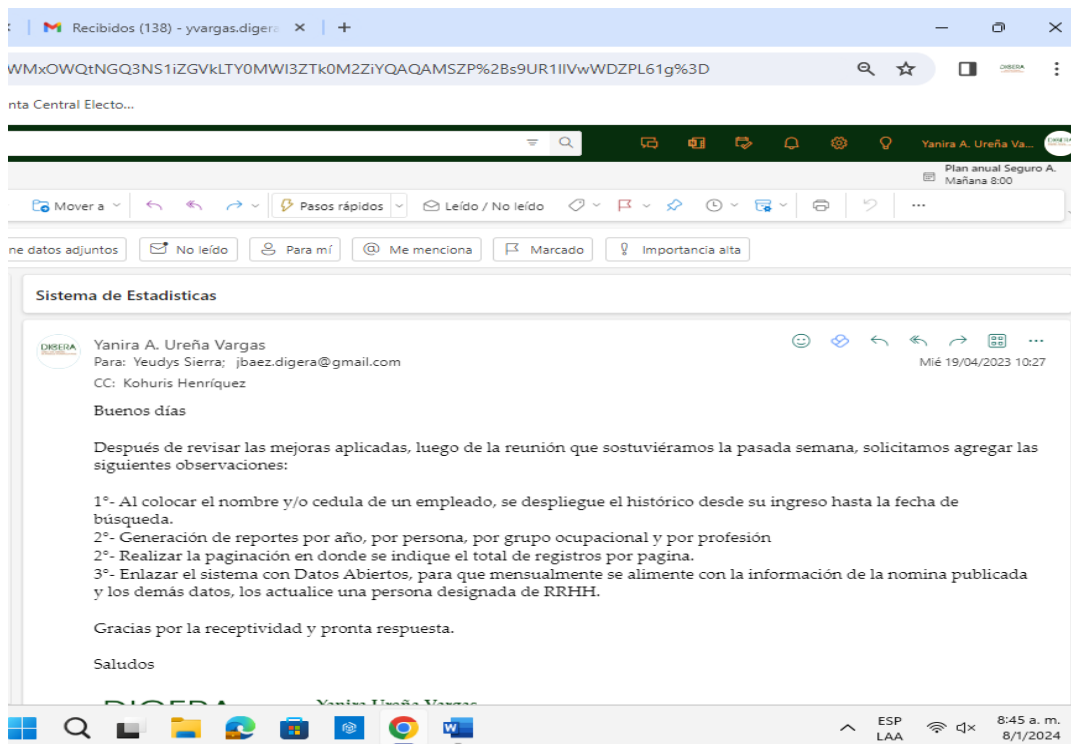 Recibidos (138) - yvargas.digera
WMxOWQtNGQ3NS1iZGVkLTY0MWI3ZTk0M2ZiYQAQAMSZP%2Bs9UR1IIVwWDZPL61g%3D
DIGERA
nta Central Electo...
Yanira A. Ureña Va...
Plan anual Seguro A.
Mañana 8:00
Mover a
Pasos rápidos
Leído / No leído
ne datos adjuntos
No leído
Para mí
@ Me menciona
Marcado
Importancia alta
Sistema de Estadisticas
DIGERA
Yanira A. Ureña Vargas
Para: Yeudys Sierra; jbaez.digera@gmail.com
Mié 19/04/2023 10:27
CC: Kohuris Henríquez
Buenos días
Después de revisar las mejoras aplicadas, luego de la reunión que sostuviéramos la pasada semana, solicitamos agregar las
siguientes observaciones:
1°- Al colocar el nombre y/o cedula de un empleado, se despliegue el histórico desde su ingreso hasta la fecha de
búsqueda.
2°- Generación de reportes por año, por persona, por grupo ocupacional y por profesión
2°- Realizar la paginación en donde se indique el total de registros por pagina.
3°- Enlazar el sistema con Datos Abiertos, para que mensualmente se alimente con la información de la nomina publicada
y los demás datos, los actualice una persona designada de RRHH.
Gracias por la receptividad y pronta respuesta.
Saludos
DIGERA
Yanira Ureña Vargas
ESP
LAA
8:45 a. m.
8/1/2024